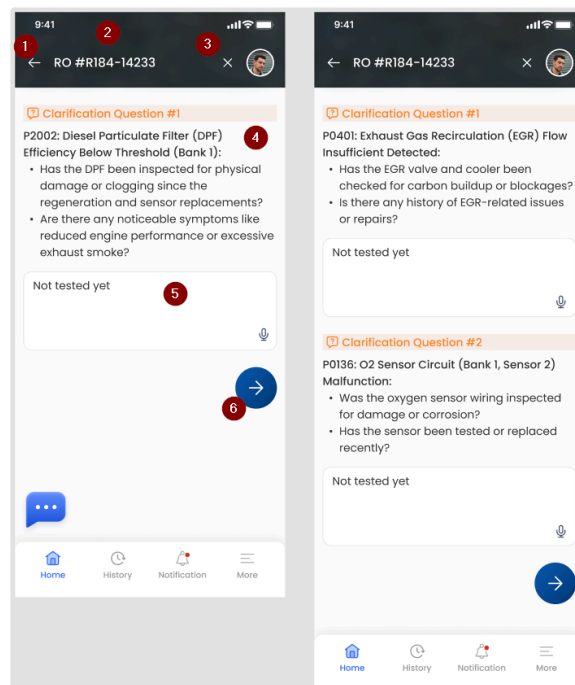 9:41
2
1
3
RO #R184-14233
Clarification Question #1
P2002: Diesel Particulate Filter (DPF)
4
Efficiency Below Threshold (Bank 1):
• Has the DPF been inspected for physical
damage or clogging since the
regeneration and sensor replacements?
• Are there any noticeable symptoms like
reduced engine performance or excessive
exhaust smoke?
Not tested yet
5
6
Home
History
Notification
More
9:41
RO #R184-14233
Clarification Question #1
P0401: Exhaust Gas Recirculation (EGR) Flow
Insufficient Detected:
• Has the EGR valve and cooler been
checked for carbon buildup or blockages?
• Is there any history of EGR-related issues
or repairs?
Not tested yet
Clarification Question #2
P0136: O2 Sensor Circuit (Bank 1, Sensor 2)
Malfunction:
• Was the oxygen sensor wiring inspected
for damage or corrosion?
• Has the sensor been tested or replaced
recently?
Not tested yet
Home
History
Notification
More